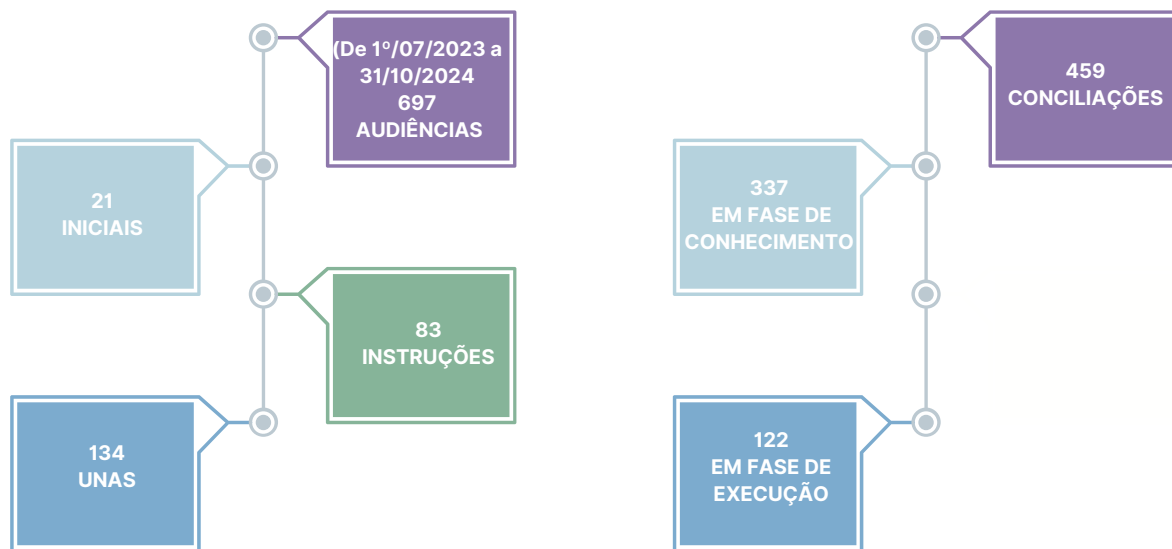 (De 1º/07/2023 a
31/10/2024
697
AUDIÊNCIAS
21
INICIAIS
83
INSTRUÇÕES
134
UNAS
459
CONCILIAÇÕES
337
EM FASE DE
CONHECIMENTO
122
EM FASE DE
EXECUÇÃO